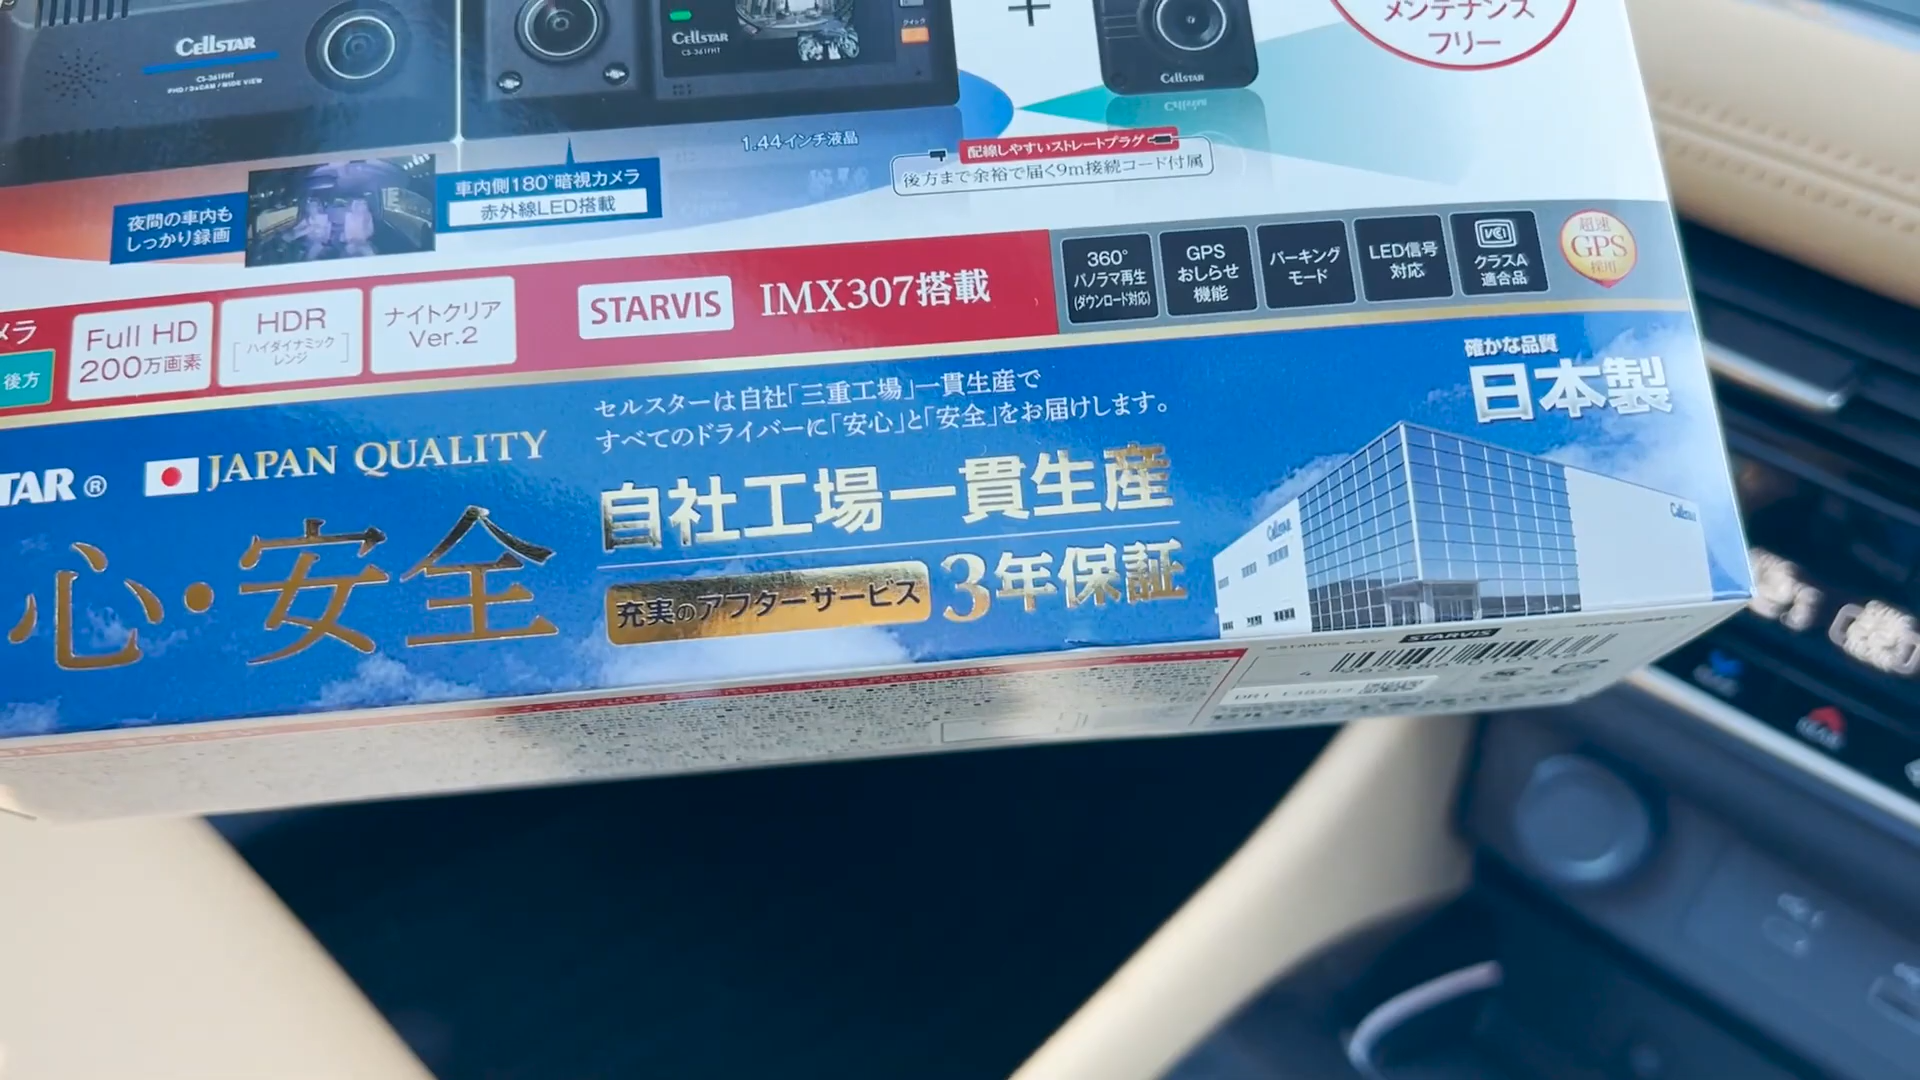 メンテナンス
フリー
CELLSTAR
CS-361FHT
FHD/3xCAM/WIDE VIEW
CELLSTAR
CS-361FHT
CELLSTAR
1.44インチ液晶
配線しやすいストレートプラグ
後方まで余裕で届く9m接続コード付属
車内側180°暗視カメラ
赤外線LED搭載
夜間の車内も
しっかり録画
メラ
後方
Full HD
200万画素
HDR
[ハイダイナミック
レンジ]
ナイトクリア
Ver.2
STARVIS
IMX307搭載
360°
パノラマ再生
(ダウンロード対応)
GPS
おしらせ
機能
パーキング
モード
LED信号
対応
VCCI
クラスA
適合品
超速
GPS
採用
TAR®
JAPAN QUALITY
心・安全
セルスターは自社「三重工場」一貫生産で
すべてのドライバーに「安心」と「安全」をお届けします。
自社工場一貫生産
充実のアフターサービス
3年保証
確かな品質
日本製
Cellstar
Cellstar
STARVIS